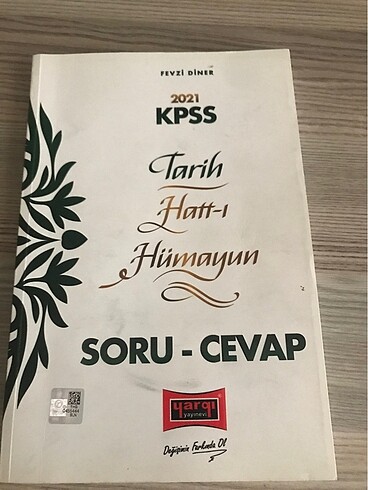 FEVZİ DİNER
2021
KPSS
Tarih
Hatt-ı
Hümayun
SORU - CEVAP
yargı
yayınevi
Değişimin Farkında Ol